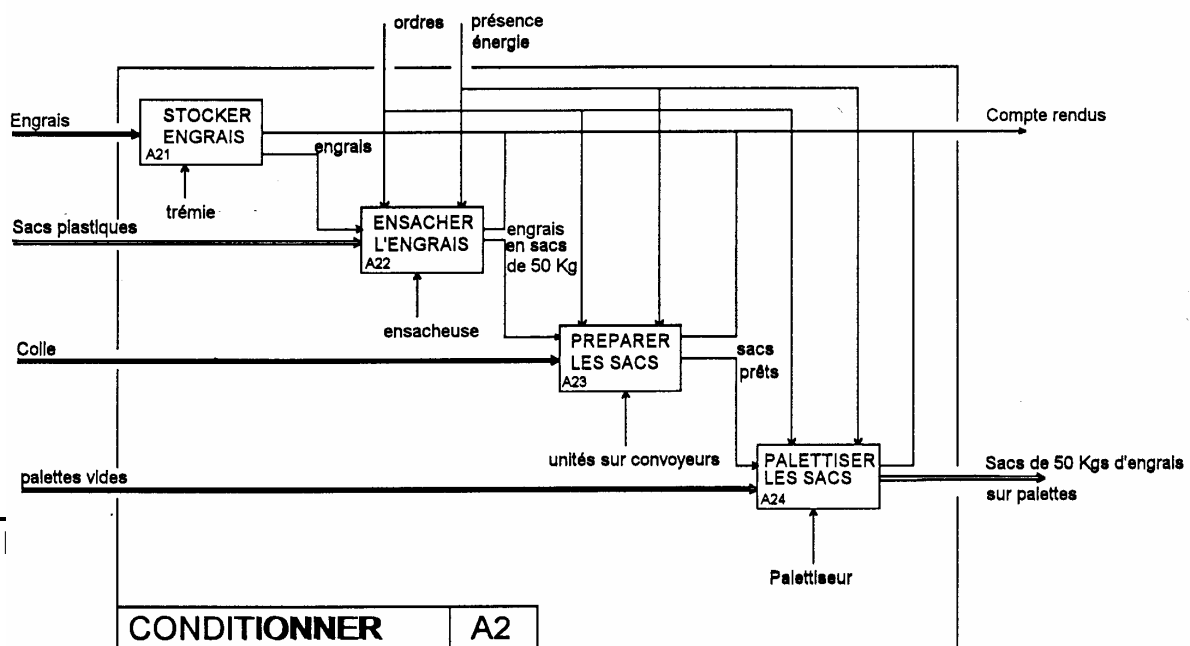 ordres
présence
énergie
STOCKER
ENGRAIS
A21
Engrais
Compte rendus
engrais
trémie
Sacs plastiques
ENSACHER
L'ENGRAIS
A22
engrais
en sacs
de 50 Kg
ensacheuse
Colle
PREPARER
LES SACS
A23
sacs
prêts
unités sur convoyeurs
palettes vides
PALETTISER
LES SACS
A24
Sacs de 50 Kgs d'engrais
sur palettes
Palettiseur
CONDITIONNER
A2